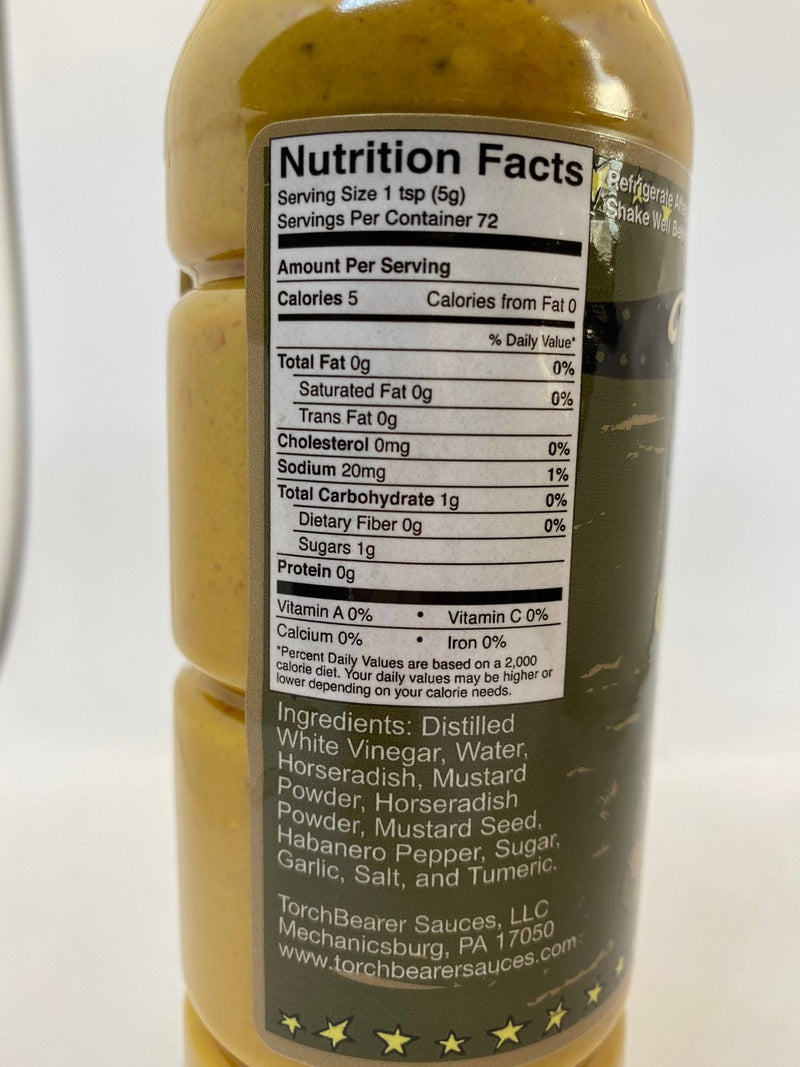 Nutrition Facts
Serving Size 1 tsp (5g)
Servings Per Container 72
Amount Per Serving
Calories 5 Calories from Fat 0
% Daily Value*
Total Fat 0g 0%
Saturated Fat 0g 0%
Trans Fat 0g
Cholesterol 0mg 0%
Sodium 20mg 1%
Total Carbohydrate 1g 0%
Dietary Fiber 0g 0%
Sugars 1g
Protein 0g
Vitamin A 0% • Vitamin C 0%
Calcium 0% • Iron 0%
*Percent Daily Values are based on a 2,000
calorie diet. Your daily values may be higher or
lower depending on your calorie needs.
Ingredients: Distilled
White Vinegar, Water,
Horseradish, Mustard
Powder, Horseradish
Powder, Mustard Seed,
Habanero Pepper, Sugar,
Garlic, Salt, and Tumeric.
TorchBearer Sauces, LLC
Mechanicsburg, PA 17050
www.torchbearersauces.com
Refrigerate
Shake Well